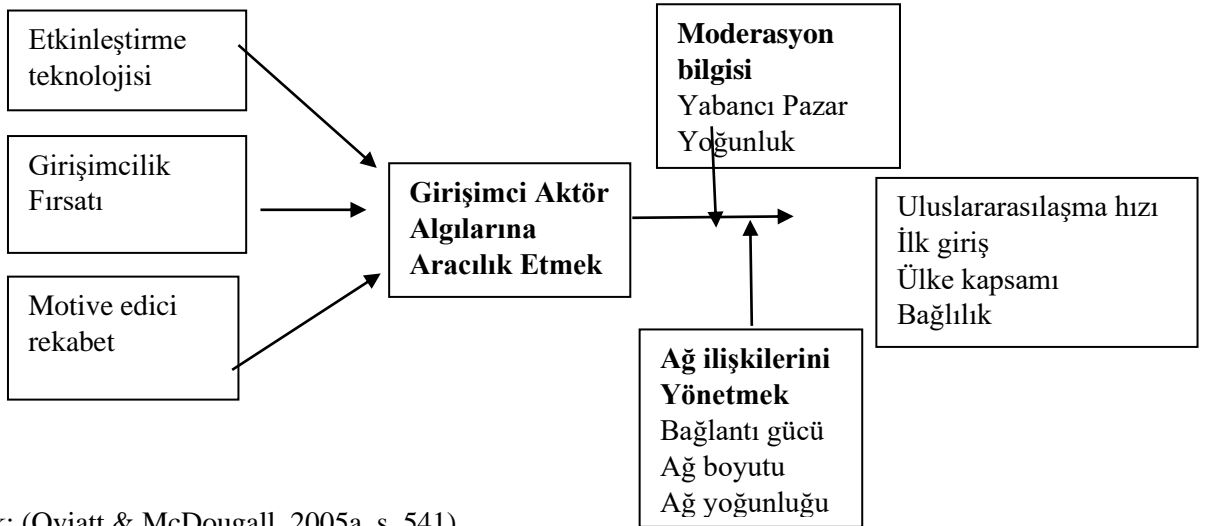 Etkinleştirme
teknolojisi
Girişimcilik
Fırsatı
Motive edici
rekabet
Girişimci Aktör
Algılarına
Aracılık Etmek
Moderasyon
bilgisi
Yabancı Pazar
Yoğunluk
Ağ ilişkilerini
Yönetmek
Bağlantı gücü
Ağ boyutu
Ağ yoğunluğu
Uluslararasılaşma hızı
İlk giriş
Ülke kapsamı
Bağlılık
(Oviatt & McDougall, 2005a, s. 541)